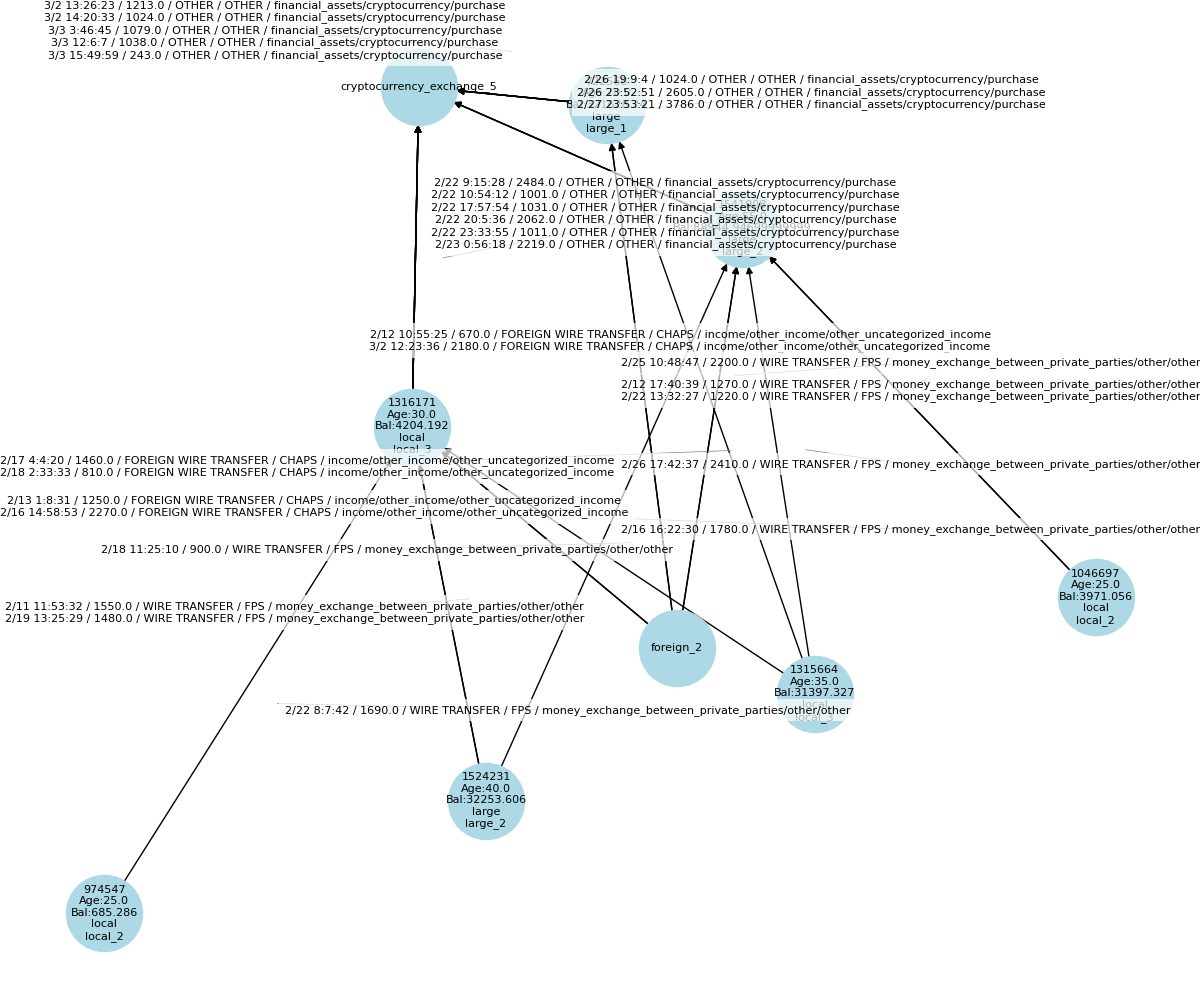 3/2 13:26:23 / 1213.0 / OTHER / OTHER / financial_assets/cryptocurrency/purchase
3/2 14:20:33 / 1024.0 / OTHER / OTHER / financial_assets/cryptocurrency/purchase
3/3 3:46:45 / 1079.0 / OTHER / OTHER / financial_assets/cryptocurrency/purchase
3/3 12:6:7 / 1038.0 / OTHER / OTHER / financial_assets/cryptocurrency/purchase
3/3 15:49:59 / 243.0 / OTHER / OTHER / financial_assets/cryptocurrency/purchase
cryptocurrency_exchange_5
2/26 19:9:4 / 1024.0 / OTHER / OTHER / financial_assets/cryptocurrency/purchase
2/26 23:52:51 / 2605.0 / OTHER / OTHER / financial_assets/cryptocurrency/purchase
2/27 23:53:21 / 3786.0 / OTHER / OTHER / financial_assets/cryptocurrency/purchase
large
large_1
2/22 9:15:28 / 2484.0 / OTHER / OTHER / financial_assets/cryptocurrency/purchase
2/22 10:54:12 / 1001.0 / OTHER / OTHER / financial_assets/cryptocurrency/purchase
2/22 17:57:54 / 1031.0 / OTHER / OTHER / financial_assets/cryptocurrency/purchase
2/22 20:5:36 / 2062.0 / OTHER / OTHER / financial_assets/cryptocurrency/purchase
2/22 23:33:55 / 1011.0 / OTHER / OTHER / financial_assets/cryptocurrency/purchase
2/23 0:56:18 / 2219.0 / OTHER / OTHER / financial_assets/cryptocurrency/purchase
large_2
2/12 10:55:25 / 670.0 / FOREIGN WIRE TRANSFER / CHAPS / income/other_income/other_uncategorized_income
3/2 12:23:36 / 2180.0 / FOREIGN WIRE TRANSFER / CHAPS / income/other_income/other_uncategorized_income
2/25 10:48:47 / 2200.0 / WIRE TRANSFER / FPS / money_exchange_between_private_parties/other/other
2/12 17:40:39 / 1270.0 / WIRE TRANSFER / FPS / money_exchange_between_private_parties/other/other
2/22 13:32:27 / 1220.0 / WIRE TRANSFER / FPS / money_exchange_between_private_parties/other/other
1316171
Age:30.0
Bal:4204.192
local
local_3
2/17 4:4:20 / 1460.0 / FOREIGN WIRE TRANSFER / CHAPS / income/other_income/other_uncategorized_income
2/18 2:33:33 / 810.0 / FOREIGN WIRE TRANSFER / CHAPS / income/other_income/other_uncategorized_income
2/26 17:42:37 / 2410.0 / WIRE TRANSFER / FPS / money_exchange_between_private_parties/other/other
2/13 1:8:31 / 1250.0 / FOREIGN WIRE TRANSFER / CHAPS / income/other_income/other_uncategorized_income
2/16 14:58:53 / 2270.0 / FOREIGN WIRE TRANSFER / CHAPS / income/other_income/other_uncategorized_income
2/16 16:22:30 / 1780.0 / WIRE TRANSFER / FPS / money_exchange_between_private_parties/other/other
2/18 11:25:10 / 900.0 / WIRE TRANSFER / FPS / money_exchange_between_private_parties/other/other
1046697
Age:25.0
Bal:3971.056
local
local_2
2/11 11:53:32 / 1550.0 / WIRE TRANSFER / FPS / money_exchange_between_private_parties/other/other
2/19 13:25:29 / 1480.0 / WIRE TRANSFER / FPS / money_exchange_between_private_parties/other/other
foreign_2
1315664
Age:35.0
Bal:31397.327
local
local_3
2/22 8:7:42 / 1690.0 / WIRE TRANSFER / FPS / money_exchange_between_private_parties/other/other
1524231
Age:40.0
Bal:32253.606
large
large_2
974547
Age:25.0
Bal:685.286
local
local_2